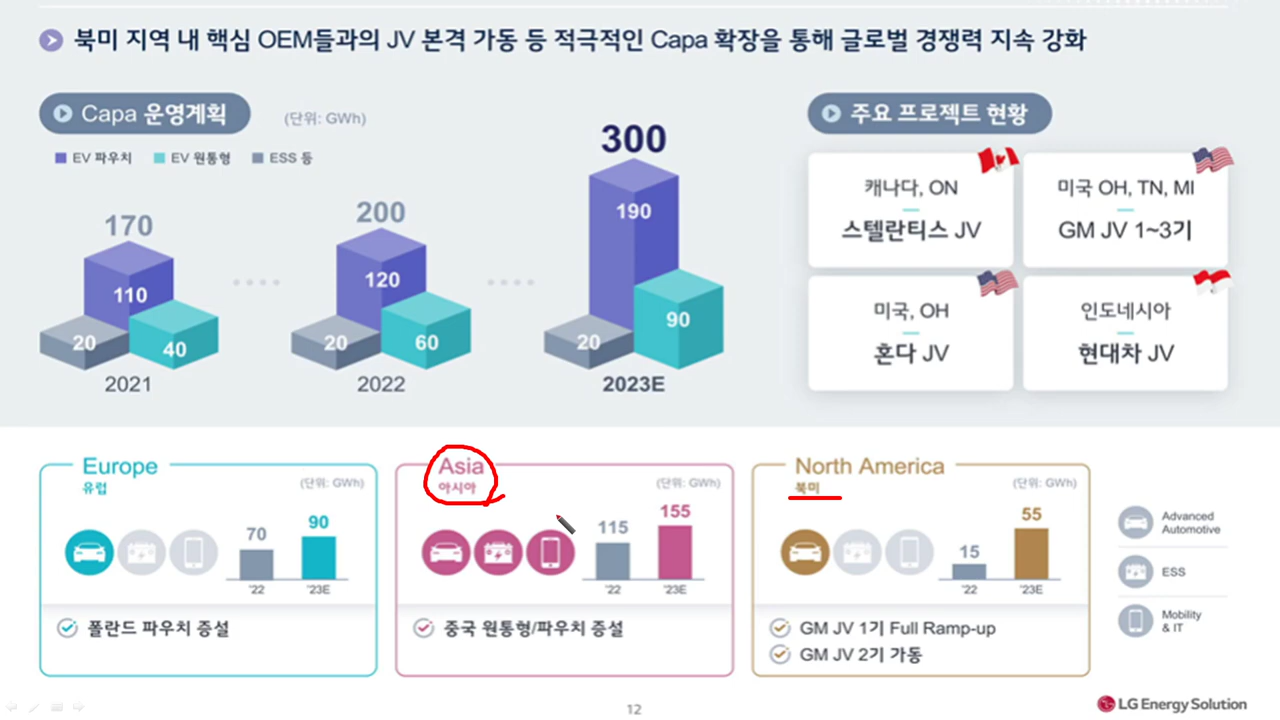 북미 지역 내 핵심 OEM들과의 JV 본격 가동 등 적극적인 Capa 확장을 통해 글로벌 경쟁력 지속 강화
Capa 운영계획
(단위: GWh)
EV 파우치
EV 원통형
ESS 등
170
110
20
40
2021
200
120
20
60
2022
300
190
20
90
2023E
주요 프로젝트 현황
캐나다, ON
스텔란티스 JV
미국 OH, TN, MI
GM JV 1~3기
미국, OH
혼다 JV
인도네시아
현대차 JV
Europe
유럽
(단위: GWh)
70
90
'22
'23E
폴란드 파우치 증설
Asia
아시아
(단위: GWh)
115
155
'22
'23E
중국 원통형/파우치 증설
North America
북미
(단위: GWh)
15
55
'22
'23E
GM JV 1기 Full Ramp-up
GM JV 2기 가동
Advanced
Automotive
ESS
Mobility
& IT
12
LG Energy Solution